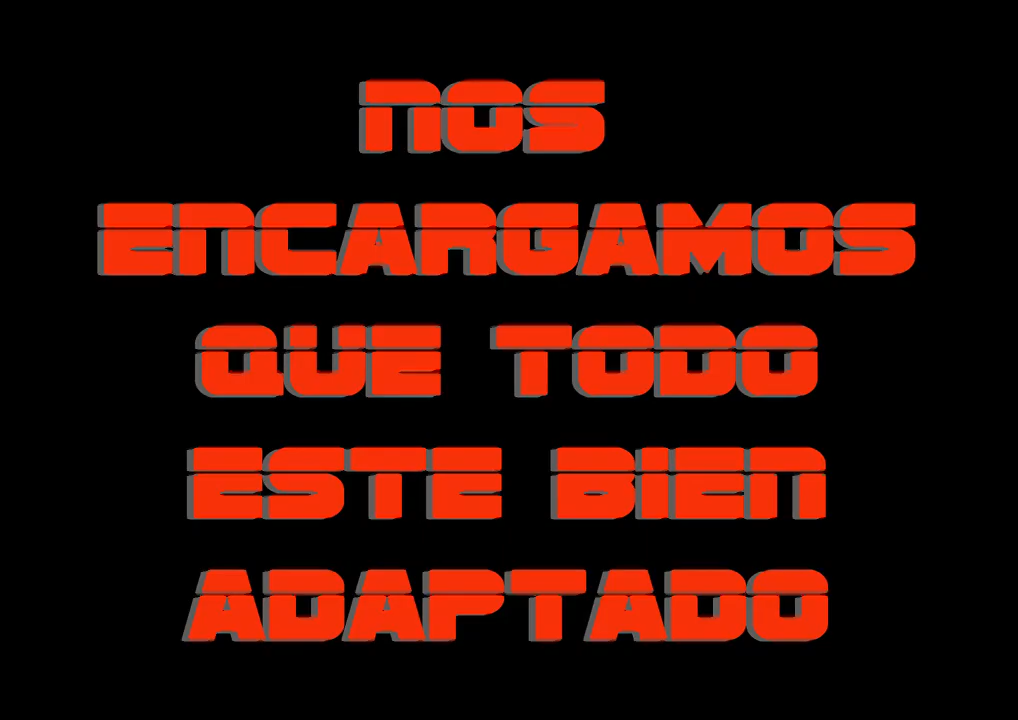 NOS
ENCARGAMOS
QUE TODO
ESTE BIEN
ADAPTADO